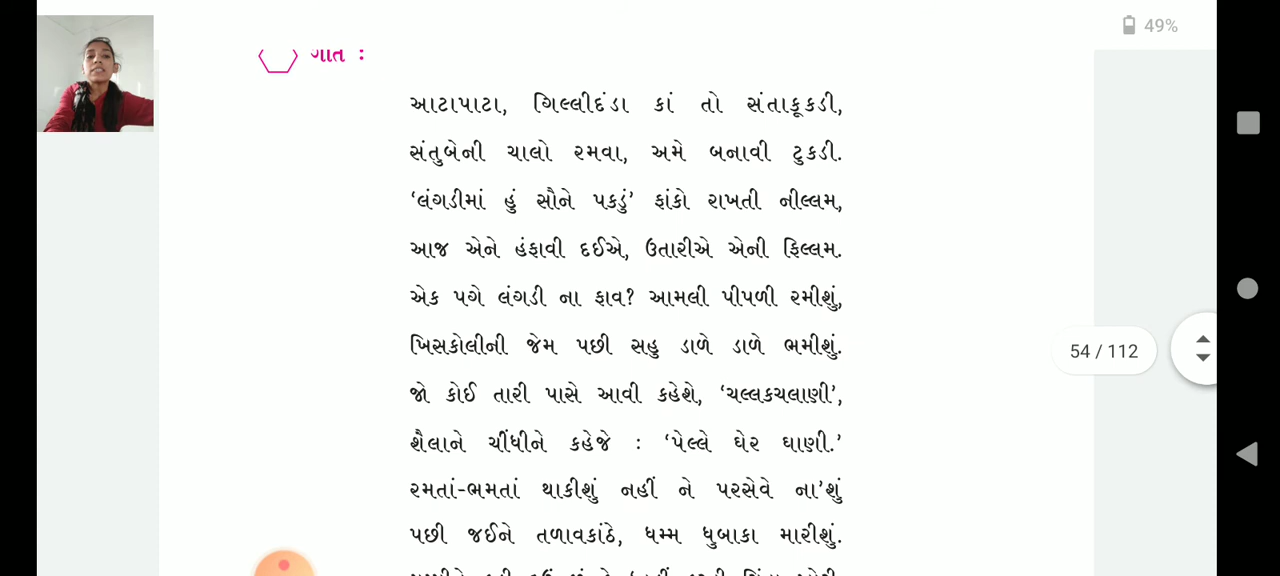 49%
ગીત :
આટાપાટા, ગિલ્લીદંડા કાં તો સંતાકૂકડી,
સંતુબેની ચાલો રમવા, અમે બનાવી ટુકડી.
‘લંગડીમાં હું સૌને પકડું’ ફાંકો રાખતી નીલ્લમ,
આજ એને હંફાવી દઈએ, ઉતારીએ એની ફિલ્લમ.
એક પગે લંગડી ના ફાવ? આમલી પીપળી રમીશું,
ખિસકોલીની જેમ પછી સહુ ડાળે ડાળે ભમીશું.
54 / 112
જો કોઈ તારી પાસે આવી કહેશે, ‘ચલ્લકચલાણી’,
શૈલાને ચીંધીને કહેજે : ‘પેલ્લે ઘેર ઘાણી.’
રમતાં-ભમતાં થાકીશું નહીં ને પરસેવે ના’શું
પછી જઈને તળાવકાંઠે, ધમ્મ ધુબાકા મારીશું.